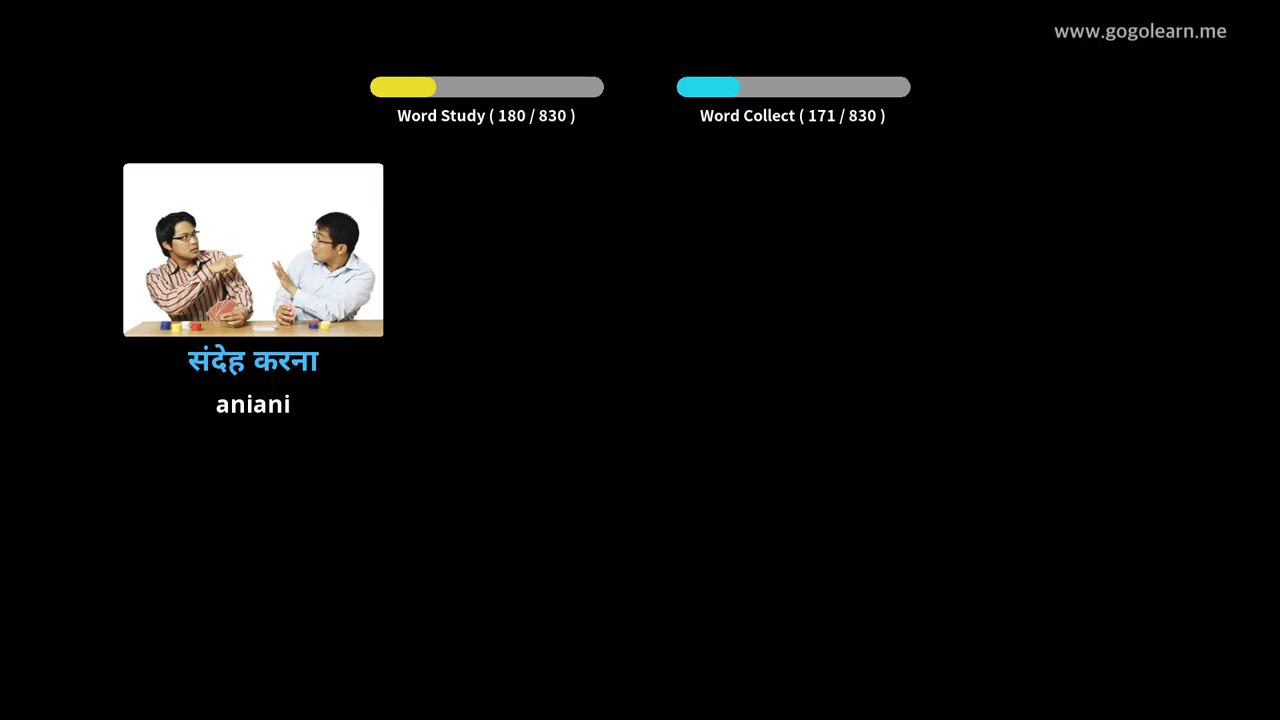 www.gogolearn.me
Word Study ( 180 / 830 )
Word Collect ( 171 / 830 )
संदेह करना
aniani